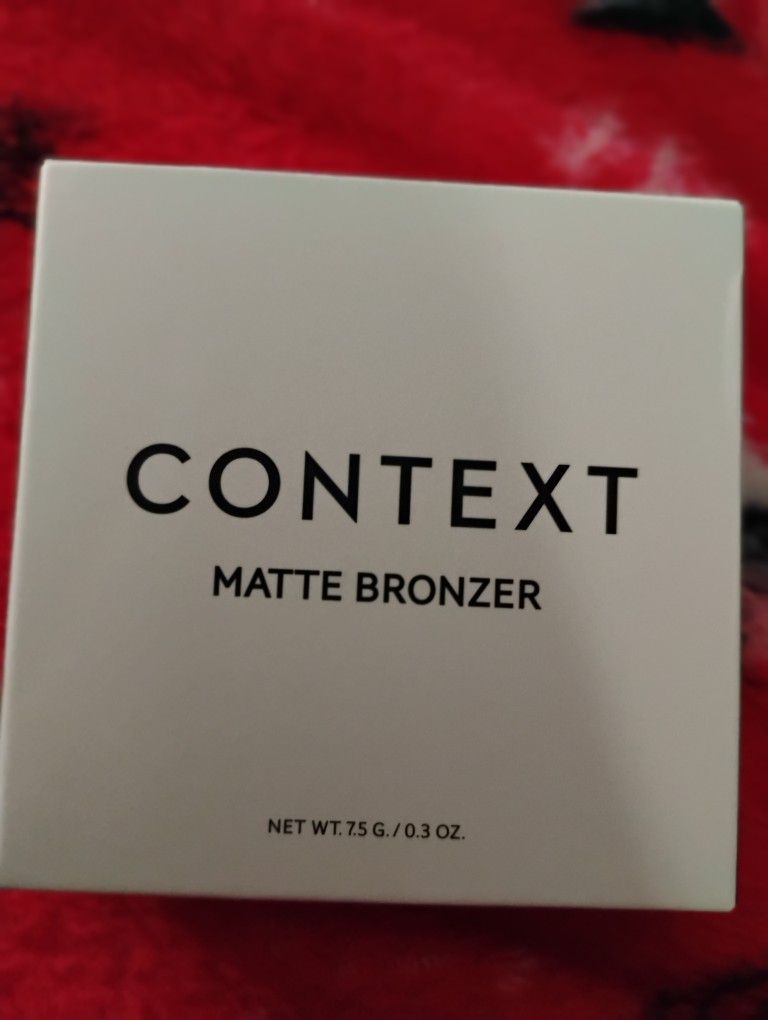 CONTEXT
MATTE BRONZER
NET WT. 7.5 G. / 0.3 OZ.